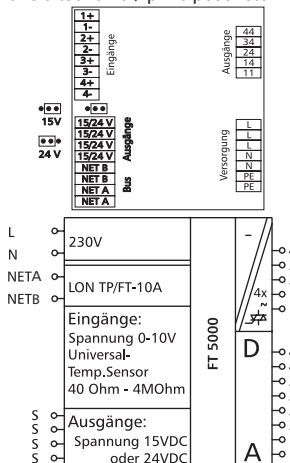 1+
1-
2+
2-
3+
3-
4+
4-
Eingänge
Ausgänge
44
34
24
14
11
15V
24 V
15/24 V
15/24 V
15/24 V
15/24 V
Ausgänge
NET B
NET B
NET A
NET A
Bus
Versorgung
L
L
L
N
N
PE
PE
L
N
230V
NETA
NETB
LON TP/FT-10A
Eingänge:
Spannung 0-10V
Universal-
Temp.Sensor
40 Ohm - 4MOhm
S
S
S
S
Ausgänge:
Spannung 15VDC
oder 24VDC
FT 5000
4x
D
A